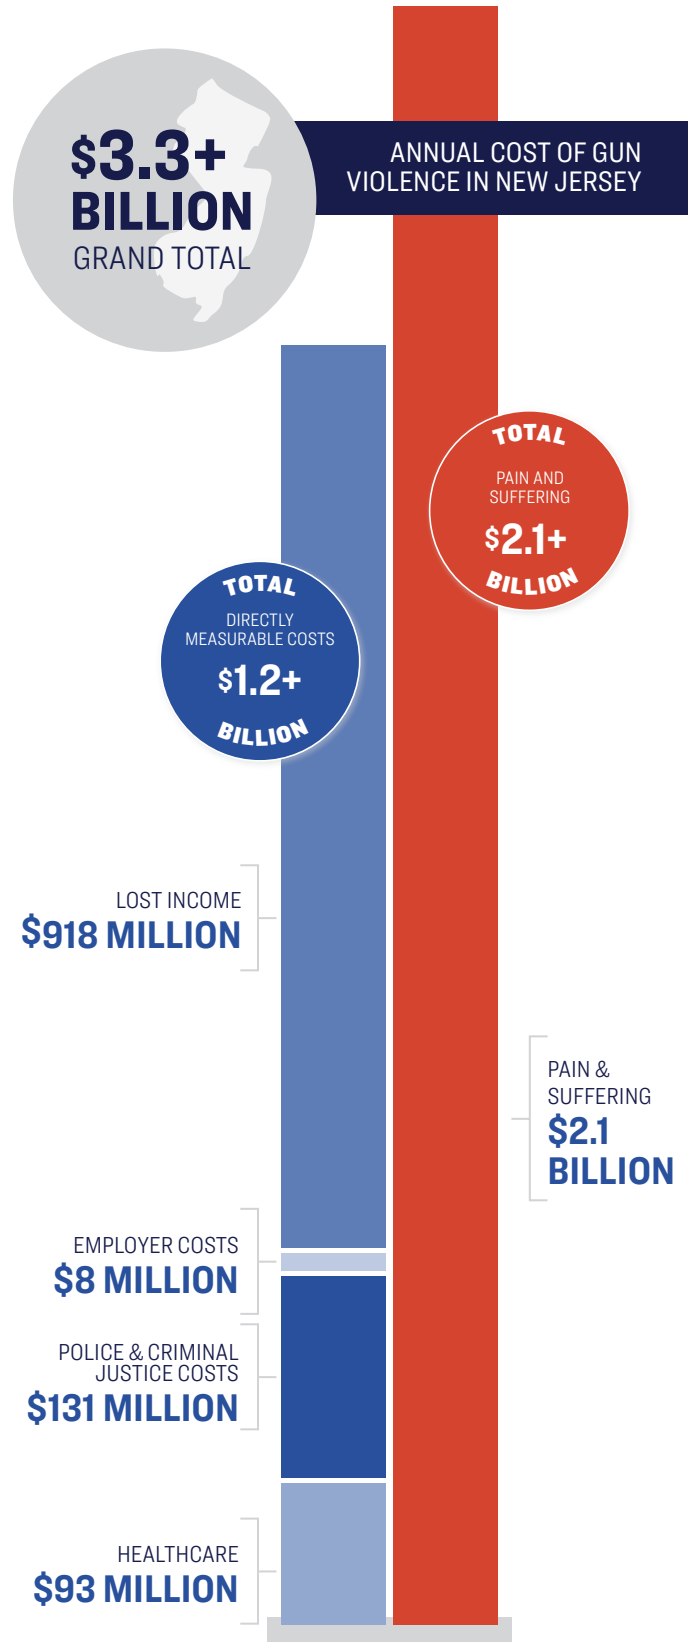 $3.3+
BILLION
GRAND TOTAL
ANNUAL COST OF GUN
VIOLENCE IN NEW JERSEY
TOTAL
PAIN AND
SUFFERING
$2.1+
BILLION
TOTAL
DIRECTLY
MEASURABLE COSTS
$1.2+
BILLION
LOST INCOME
$918 MILLION
PAIN &
SUFFERING
$2.1
BILLION
EMPLOYER COSTS
$8 MILLION
POLICE & CRIMINAL
JUSTICE COSTS
$131 MILLION
HEALTHCARE
$93 MILLION